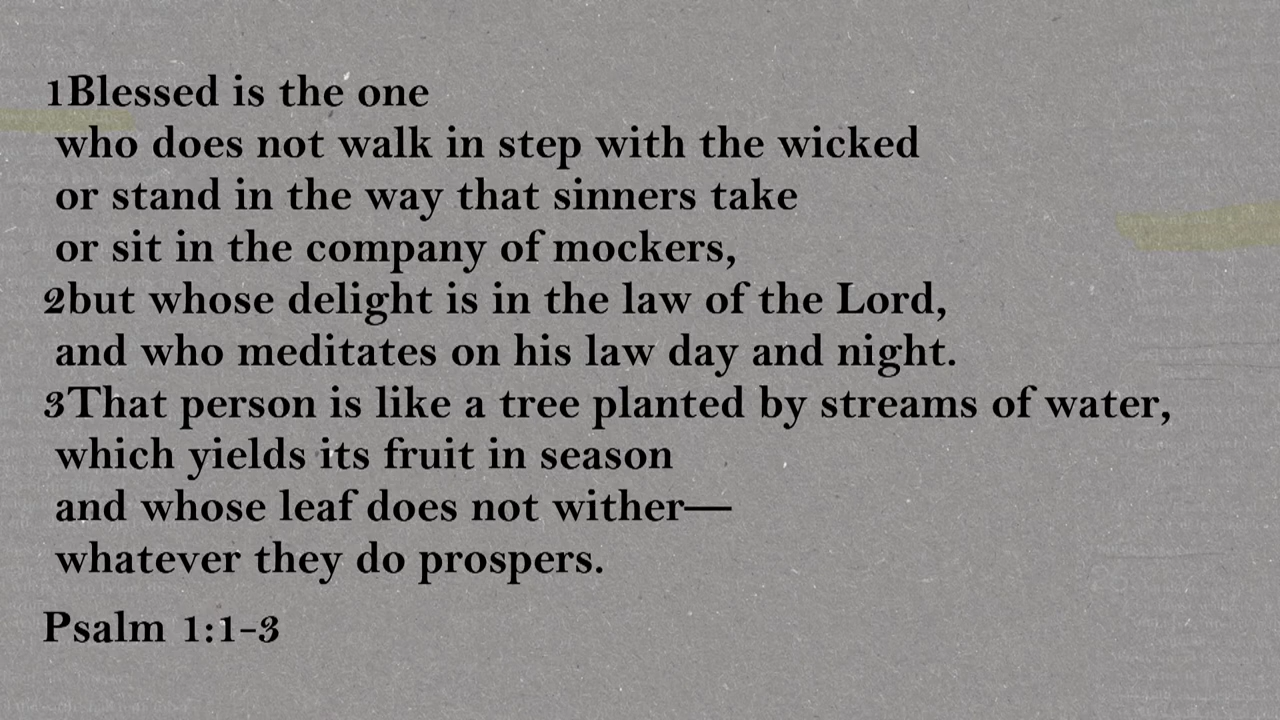 1Blessed is the one
who does not walk in step with the wicked
or stand in the way that sinners take
or sit in the company of mockers,
2but whose delight is in the law of the Lord,
and who meditates on his law day and night.
3That person is like a tree planted by streams of water,
which yields its fruit in season
and whose leaf does not wither—
whatever they do prospers.
Psalm 1:1-3